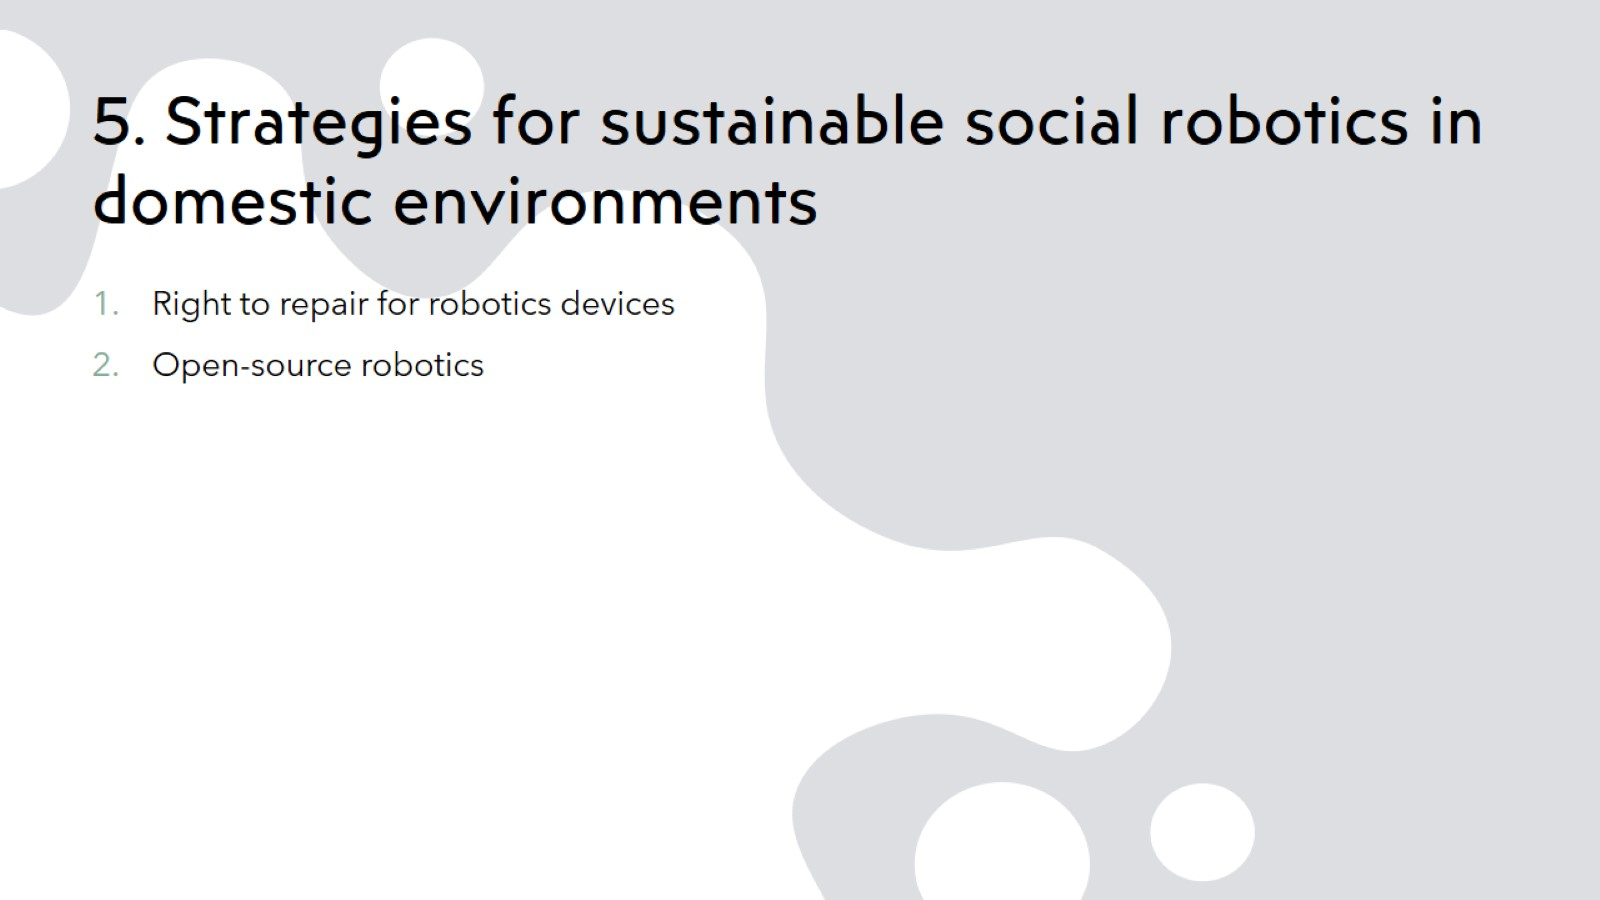 5. Strategies for sustainable social robotics in
domestic environments
1. Right to repair for robotics devices
2. Open-source robotics